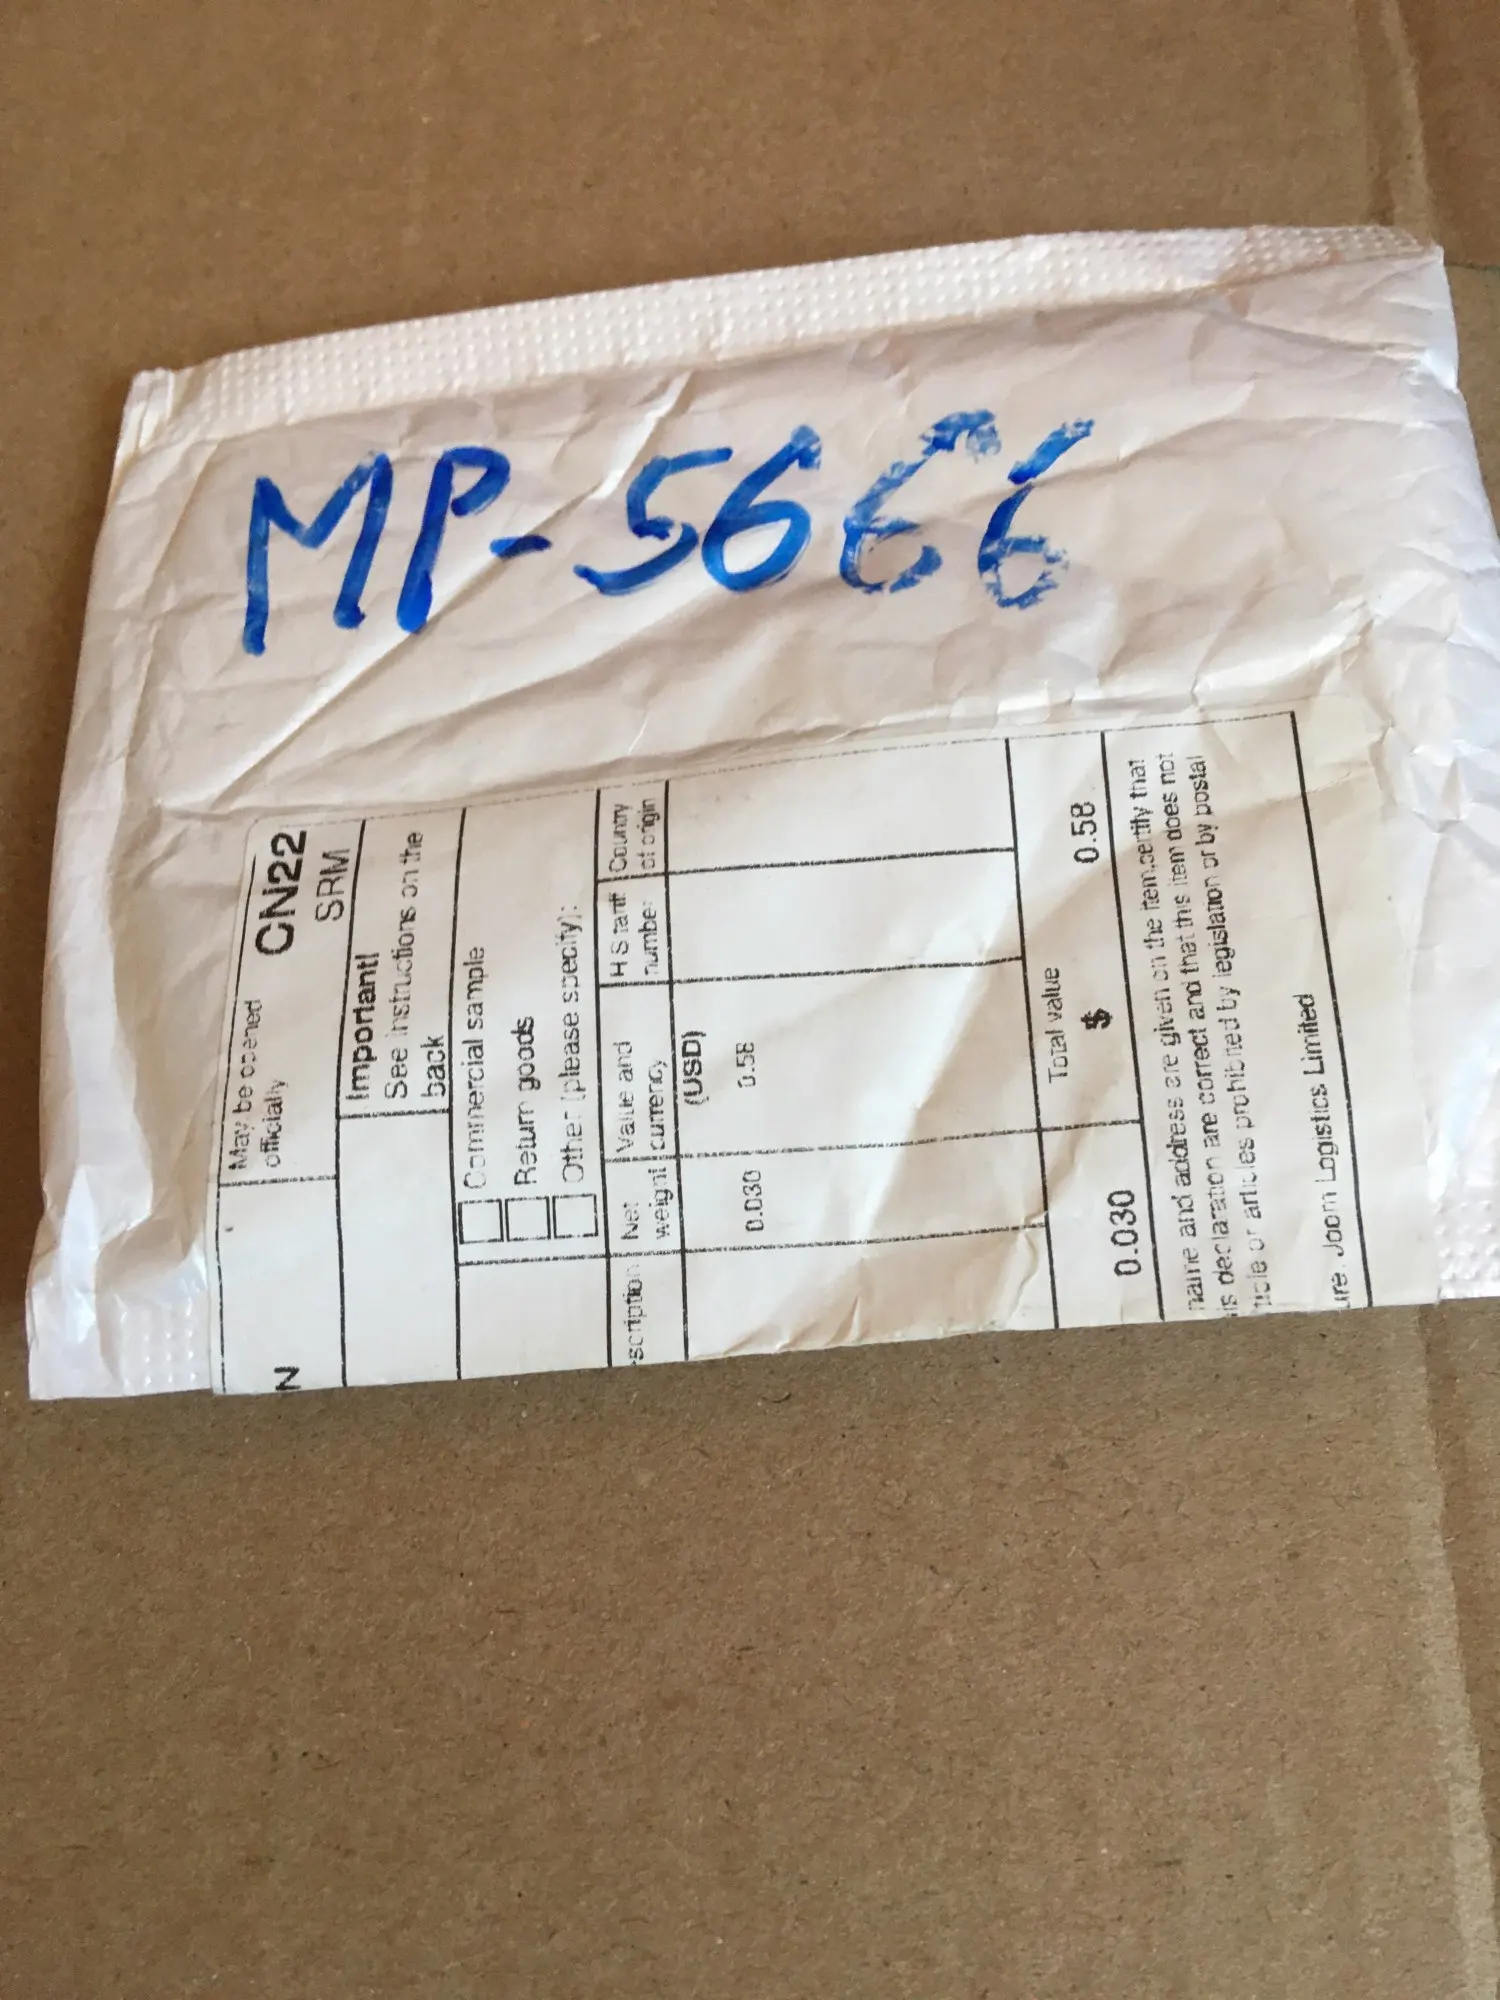 MP-5666
May be opened
officially
CN22
SRM
N
Important!
See instructions on the
back
Commercial sample
Return goods
Other (please specify):
scription
Net
weight
Value and
currency
(USD)
H S tariff
number
Country
of origin
0.030
0.58
Total value
0.030
$
0.58
name and address are given on the item,certify that
is declaration are correct and that this item does not
ticle or articles prohibited by legislation or by postal
ure. Joom Logistics Limited